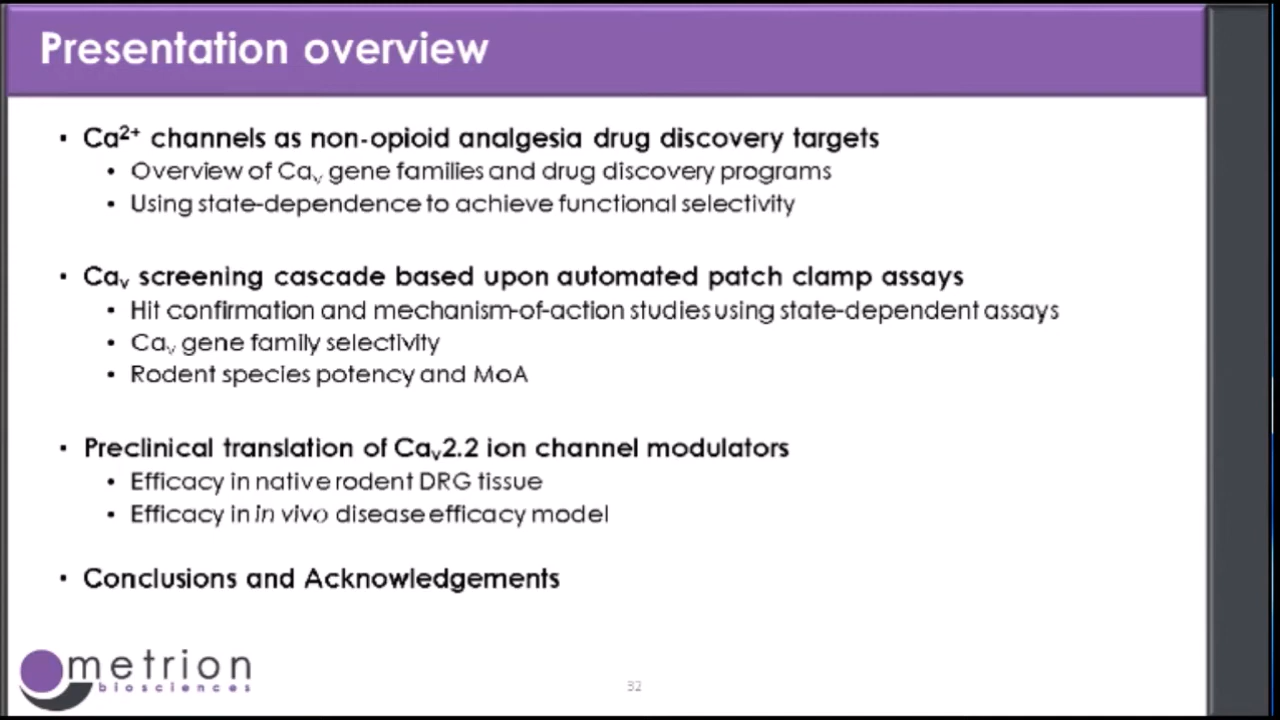 Presentation overview
▪ Ca²⁺ channels as non-opioid analgesia drug discovery targets
• Overview of Caᵥ gene families and drug discovery programs
• Using state-dependence to achieve functional selectivity
▪ Caᵥ screening cascade based upon automated patch clamp assays
• Hit confirmation and mechanism-of-action studies using state-dependent assays
• Caᵥ gene family selectivity
• Rodent species potency and MoA
▪ Preclinical translation of Caᵥ2.2 ion channel modulators
• Efficacy in native rodent DRG tissue
• Efficacy in in vivo disease efficacy model
▪ Conclusions and Acknowledgements
metrion
biosciences
32